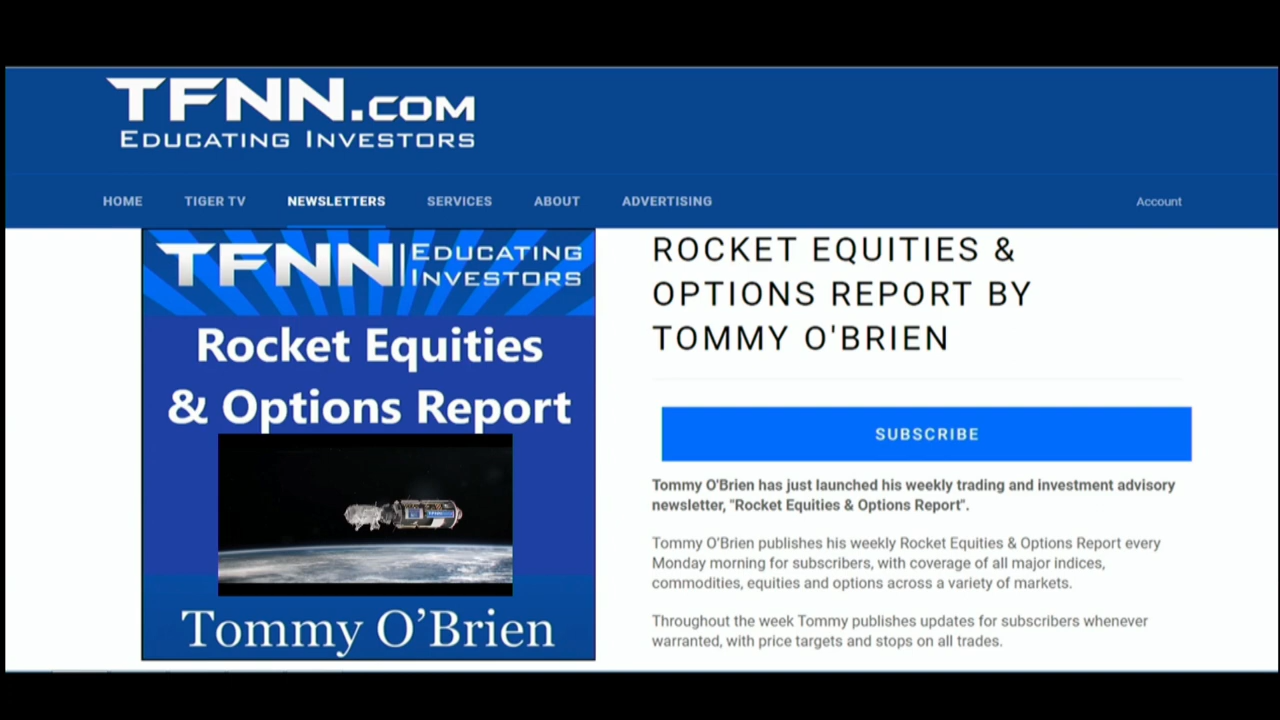 TFNN.COM
EDUCATING INVESTORS
HOME TIGER TV NEWSLETTERS SERVICES ABOUT ADVERTISING Account
TFNN | EDUCATING
INVESTORS
Rocket Equities
& Options Report
TFNN
Tommy O’Brien
ROCKET EQUITIES &
OPTIONS REPORT BY
TOMMY O'BRIEN
SUBSCRIBE
Tommy O'Brien has just launched his weekly trading and investment advisory
newsletter, "Rocket Equities & Options Report".
Tommy O'Brien publishes his weekly Rocket Equities & Options Report every
Monday morning for subscribers, with coverage of all major indices,
commodities, equities and options across a variety of markets.
Throughout the week Tommy publishes updates for subscribers whenever
warranted, with price targets and stops on all trades.